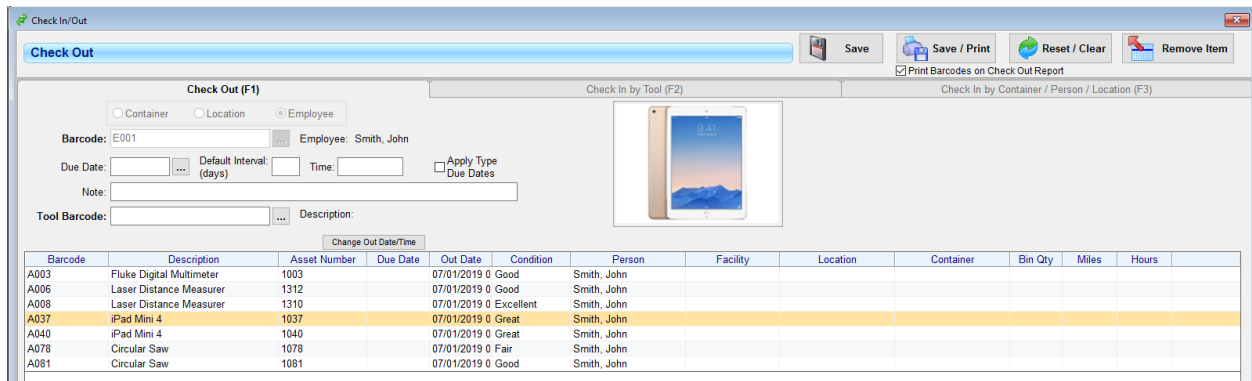 Check In/Out
Check Out
Save
Save / Print
Reset / Clear
Remove Item
Print Barcodes on Check Out Report
Check Out (F1)
Check In by Tool (F2)
Check In by Container / Person / Location (F3)
Container Location Employee
Barcode: E001 ... Employee: Smith, John
Due Date: ... Default Interval: (days) Time: Apply Type Due Dates
Note:
Tool Barcode: ... Description:
Change Out Date/Time
9:41
Barcode Description Asset Number Due Date Out Date Condition Person Facility Location Container Bin Qty Miles Hours
A003 Fluke Digital Multimeter 1003 07/01/2019 0 Good Smith, John
A006 Laser Distance Measurer 1312 07/01/2019 0 Good Smith, John
A008 Laser Distance Measurer 1310 07/01/2019 0 Excellent Smith, John
A037 iPad Mini 4 1037 07/01/2019 0 Great Smith, John
A040 iPad Mini 4 1040 07/01/2019 0 Great Smith, John
A078 Circular Saw 1078 07/01/2019 0 Fair Smith, John
A081 Circular Saw 1081 07/01/2019 0 Good Smith, John